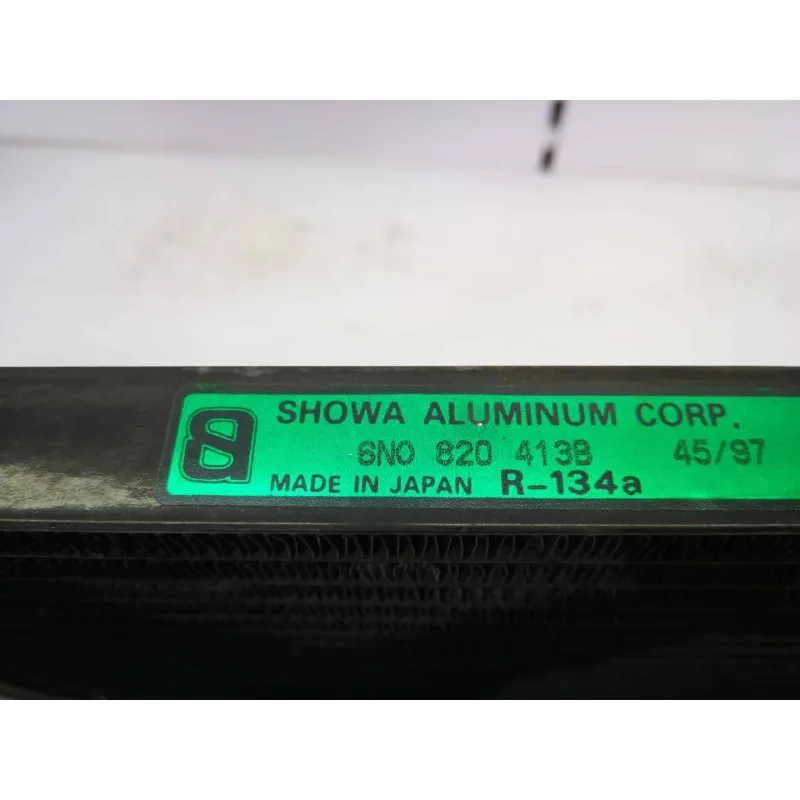 SHOWA ALUMINUM CORP.
6N0 820 413B 45/97
MADE IN JAPAN R-134a